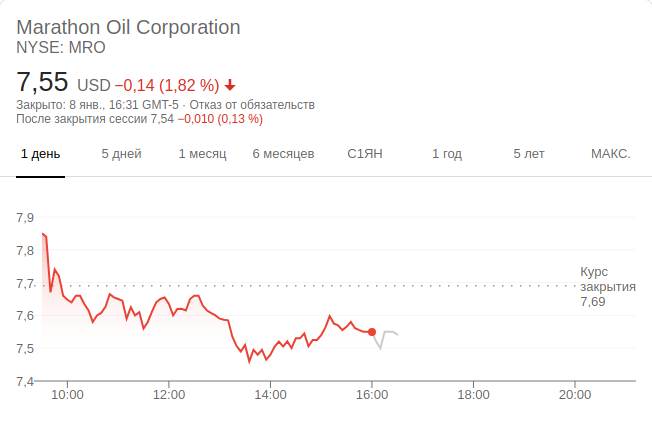 Marathon Oil Corporation
NYSE: MRO
7,55 USD −0,14 (1,82 %)
Закрыто: 8 янв., 16:31 GMT-5 · Отказ от обязательств
После закрытия сессии 7,54 −0,010 (0,13 %)
1 день 5 дней 1 месяц 6 месяцев С1ЯН 1 год 5 лет МАКС.
7,9
7,8
7,7
7,6
7,5
7,4
Курс
закрытия
7,69
10:00 12:00 14:00 16:00 18:00 20:00